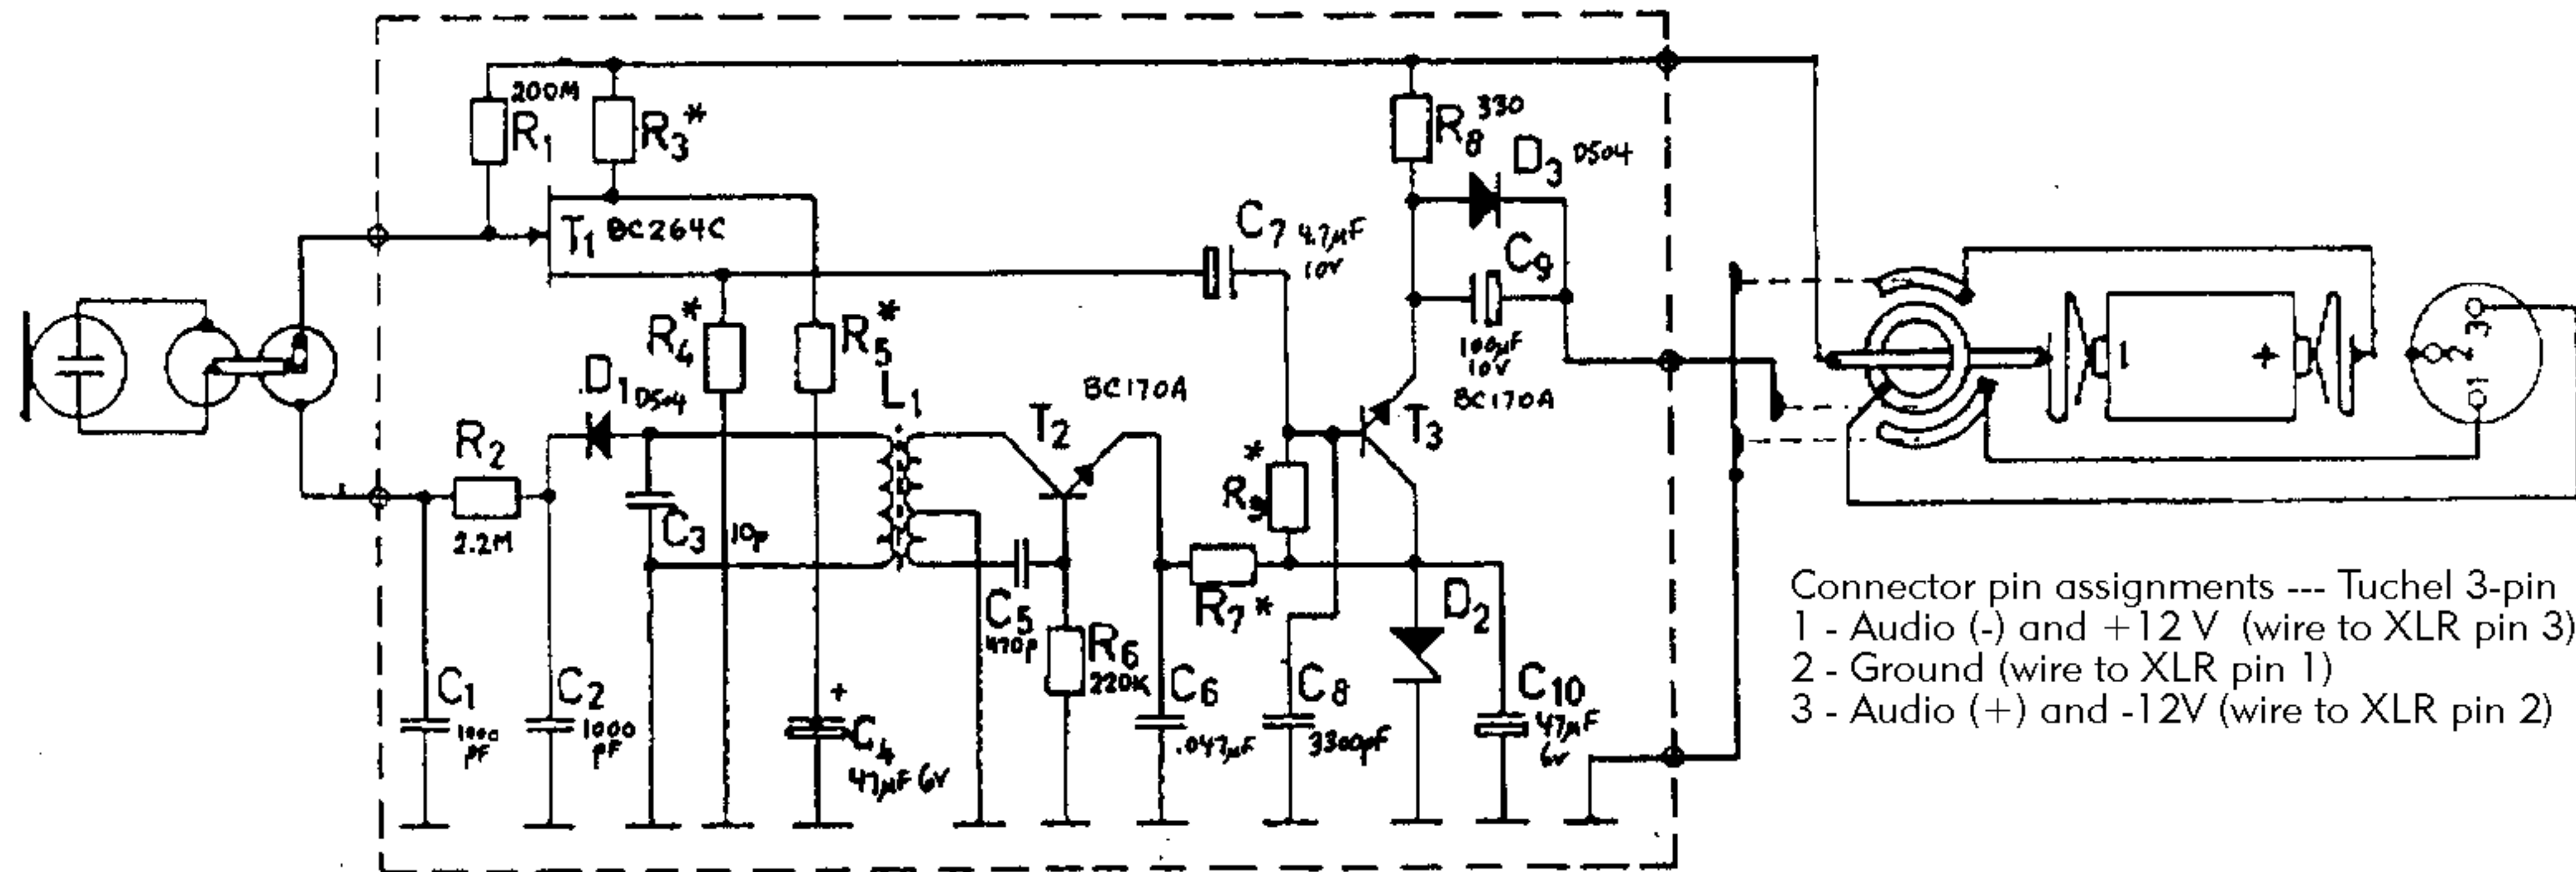 200M
R1
R3*
R8 330
D3 D504
T1 BC264C
C7 4.7µF
10V
C9
100µF
10V
R4*
R5*
D1 D504
L1
BC170A
T2
BC170A
T3
R2
2.2M
C3 10p
R9*
C5
470p
R6
220K
R7*
D2
C1
1000
pF
C2
1000
pF
+
C4
47µF 6V
C6
.047µF
C8
3300pF
C10
47µF
6V
+
3
2
1
Connector pin assignments --- Tuchel 3-pin
1 - Audio (-) and +12 V (wire to XLR pin 3)
2 - Ground (wire to XLR pin 1)
3 - Audio (+) and -12V (wire to XLR pin 2)